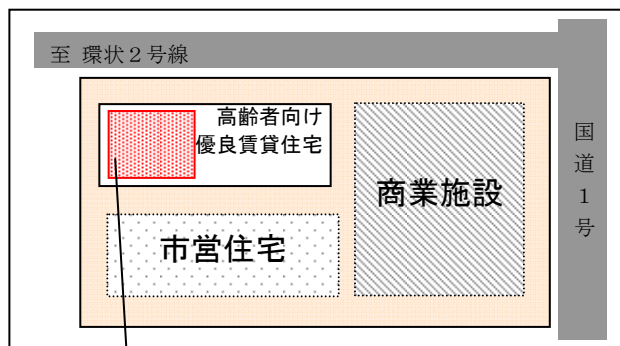 至 環状２号線
高齢者向け
優良賃貸住宅
商業施設
市営住宅
国道１号